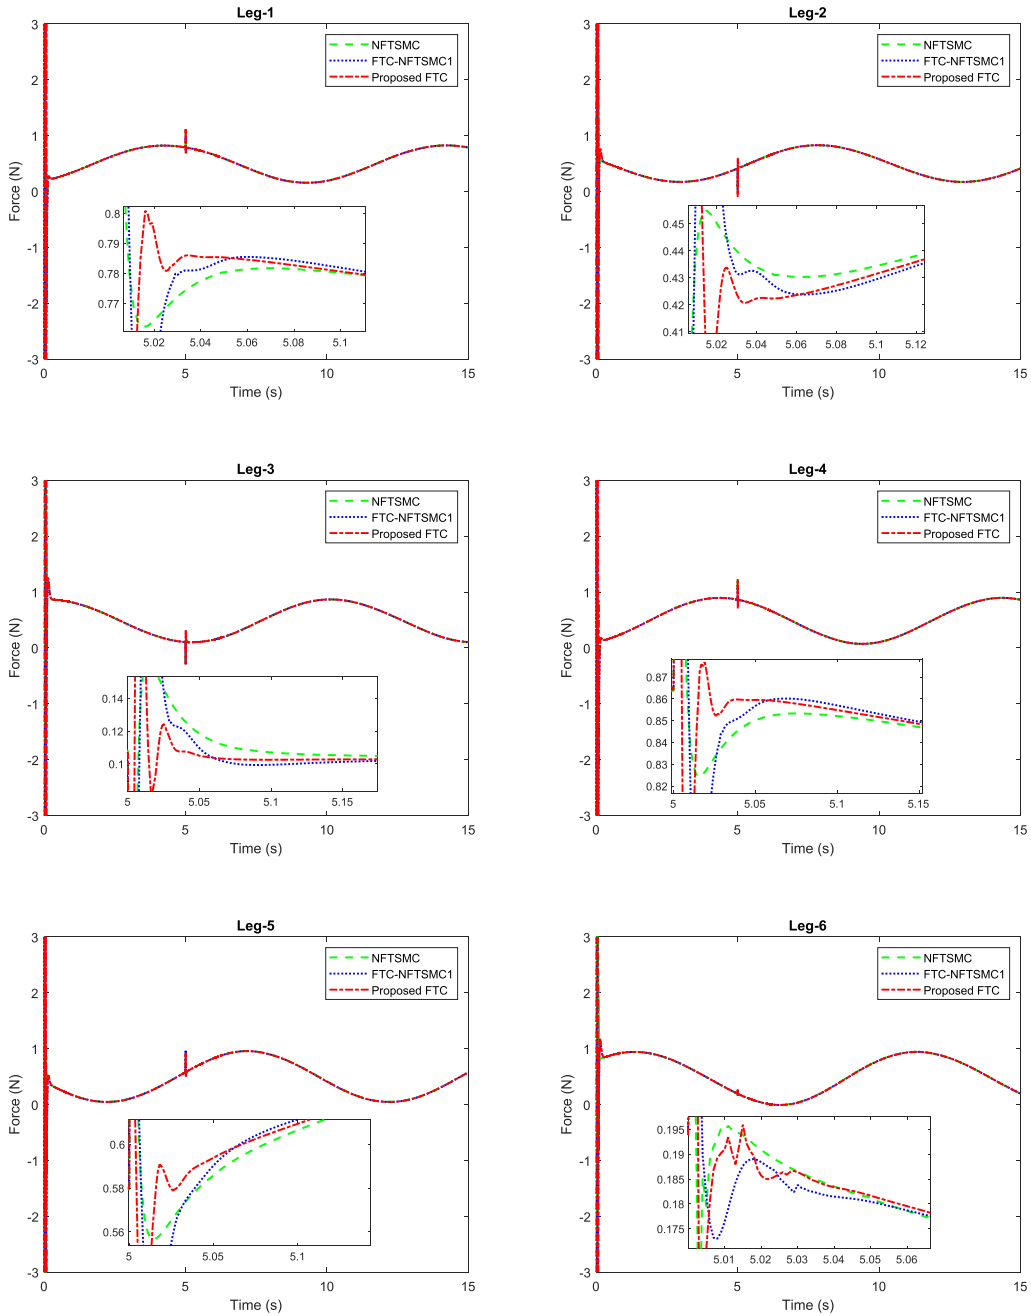 Leg-1
3
2
1
0
-1
-2
-3
Force (N)
NFTSMC
FTC-NFTSMC1
Proposed FTC
0.8
0.79
0.78
0.77
5.02 5.04 5.06 5.08 5.1
0 5 10 15
Time (s)
Leg-2
3
2
1
0
-1
-2
-3
Force (N)
NFTSMC
FTC-NFTSMC1
Proposed FTC
0.45
0.44
0.43
0.42
0.41
5.02 5.04 5.06 5.08 5.1 5.12
0 5 10 15
Time (s)
Leg-3
3
2
1
0
-1
-2
-3
Force (N)
NFTSMC
FTC-NFTSMC1
Proposed FTC
0.14
0.12
0.1
5 5.05 5.1 5.15
0 5 10 15
Time (s)
Leg-4
3
2
1
0
-1
-2
-3
Force (N)
NFTSMC
FTC-NFTSMC1
Proposed FTC
0.87
0.86
0.85
0.84
0.83
0.82
5 5.05 5.1 5.15
0 5 10 15
Time (s)
Leg-5
3
2
1
0
-1
-2
-3
Force (N)
NFTSMC
FTC-NFTSMC1
Proposed FTC
0.6
0.58
0.56
5 5.05 5.1
0 5 10 15
Time (s)
Leg-6
3
2
1
0
-1
-2
-3
Force (N)
NFTSMC
FTC-NFTSMC1
Proposed FTC
0.195
0.19
0.185
0.18
0.175
5.01 5.02 5.03 5.04 5.05 5.06
0 5 10 15
Time (s)